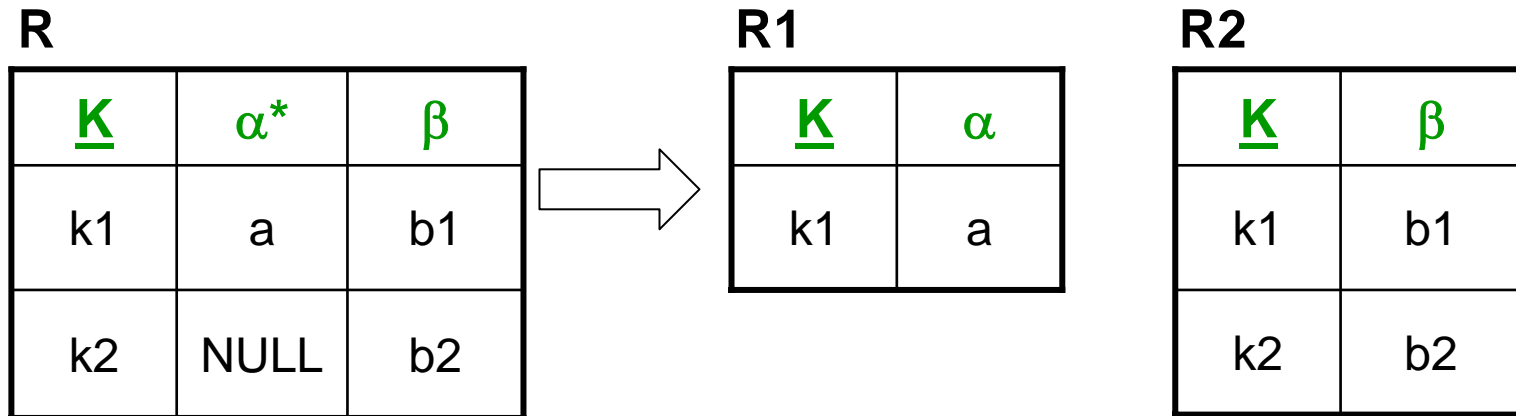 R R1 R2
K α* β K α K β
k1 a b1 k1 a k1 b1
k2 NULL b2 k2 b2